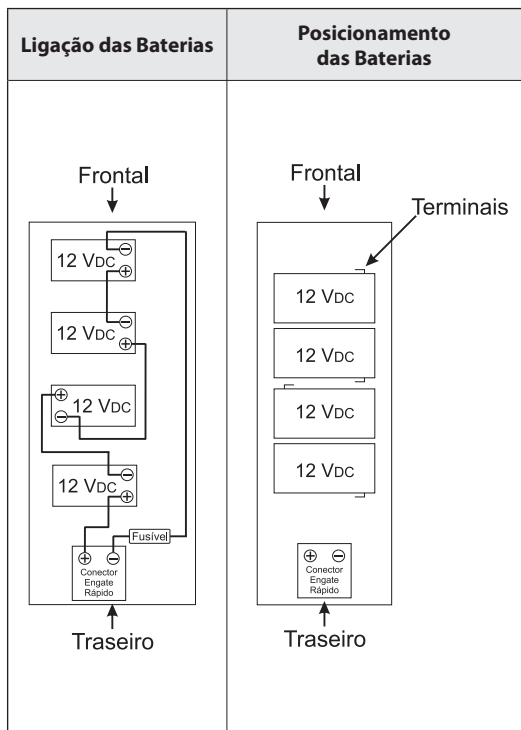 Ligação das Baterias
Posicionamento
das Baterias
Frontal
12 VDC
⊖
⊕
12 VDC
⊖
⊕
⊕
⊖
12 VDC
12 VDC
⊖
⊕
Fusível
⊕ ⊖
Conector
Engate
Rápido
Traseiro
Frontal
Terminais
12 VDC
12 VDC
12 VDC
12 VDC
⊕ ⊖
Conector
Engate
Rápido
Traseiro